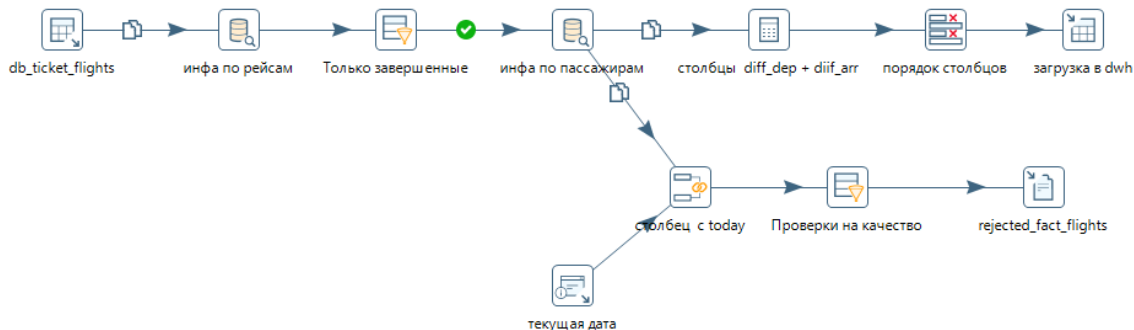 db_ticket_flights
инфа по рейсам
Только завершенные
инфа по пассажирам
столбцы diff_dep + diif_arr
порядок столбцов
загрузка в dwh
столбец с today
Проверки на качество
rejected_fact_flights
текущая дата